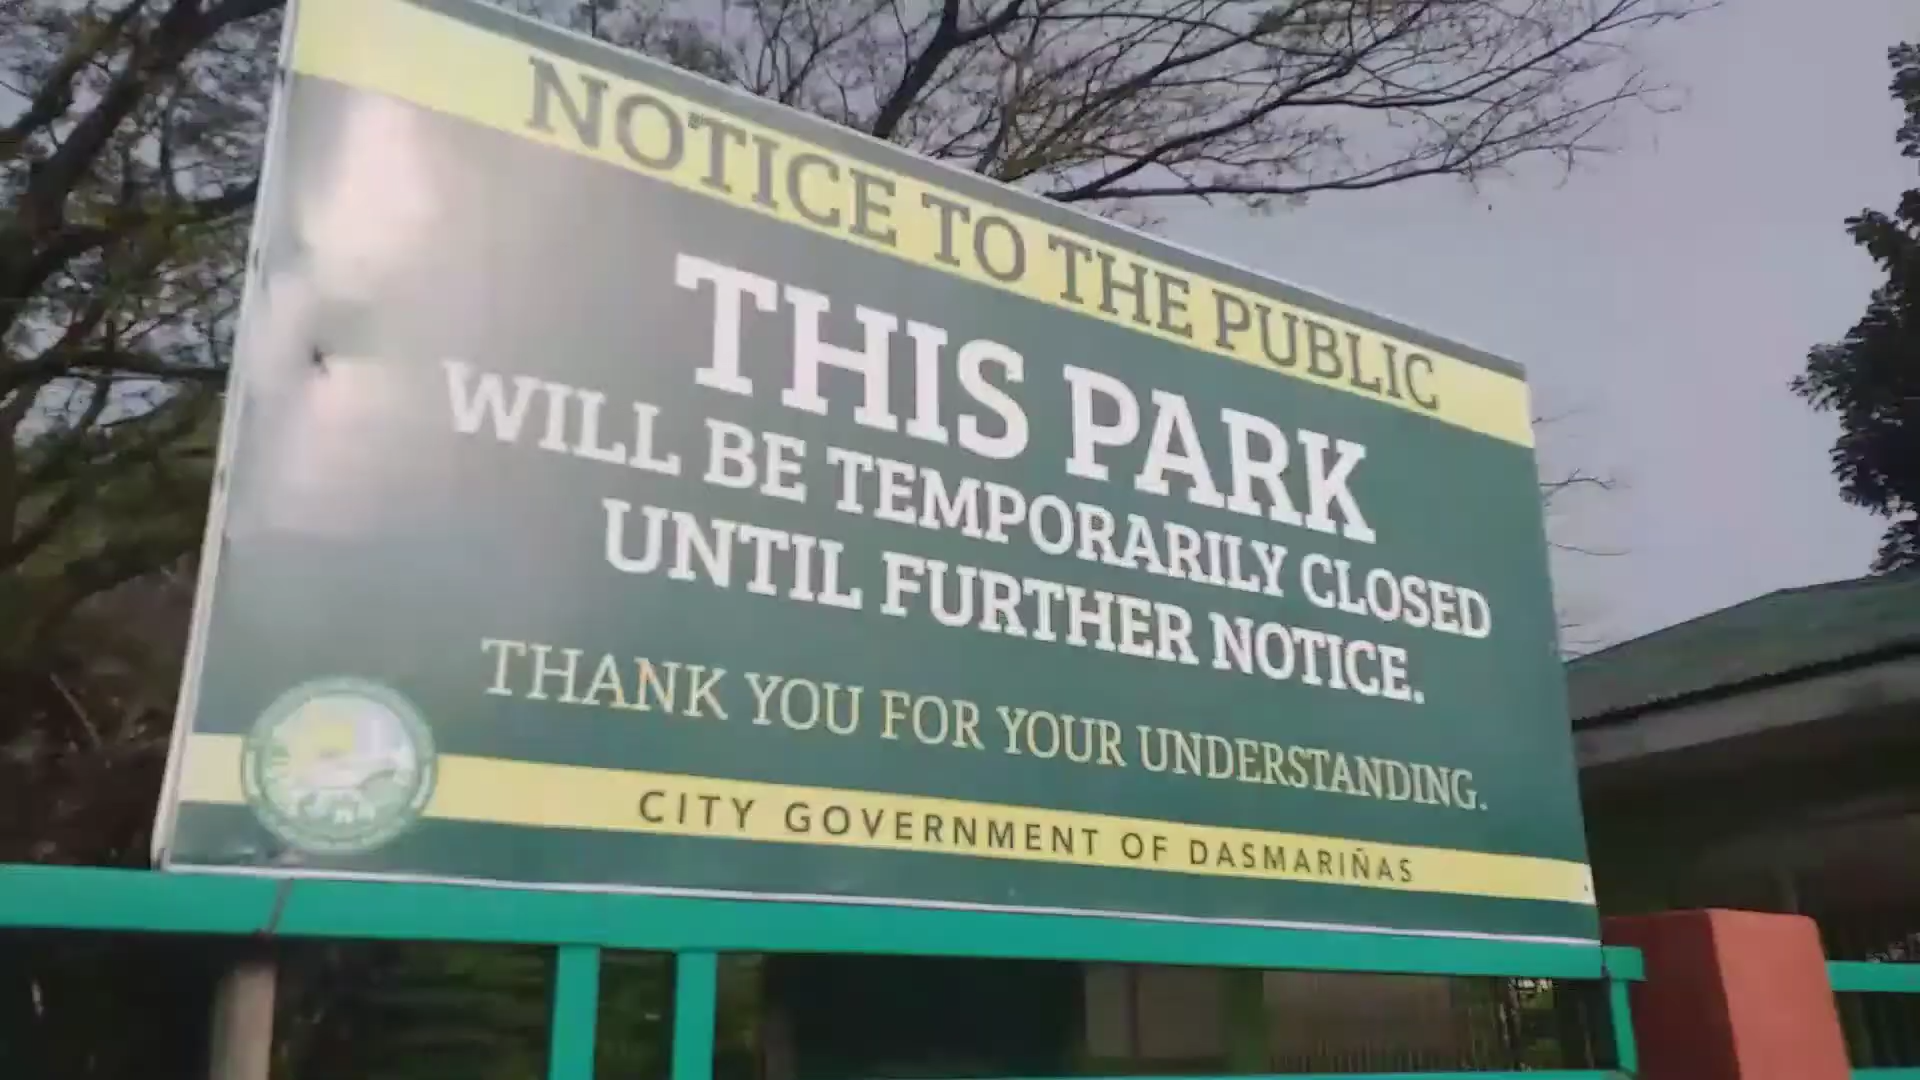 NOTICE TO THE PUBLIC
THIS PARK
WILL BE TEMPORARILY CLOSED
UNTIL FURTHER NOTICE.
THANK YOU FOR YOUR UNDERSTANDING.
CITY GOVERNMENT OF DASMARIÑAS